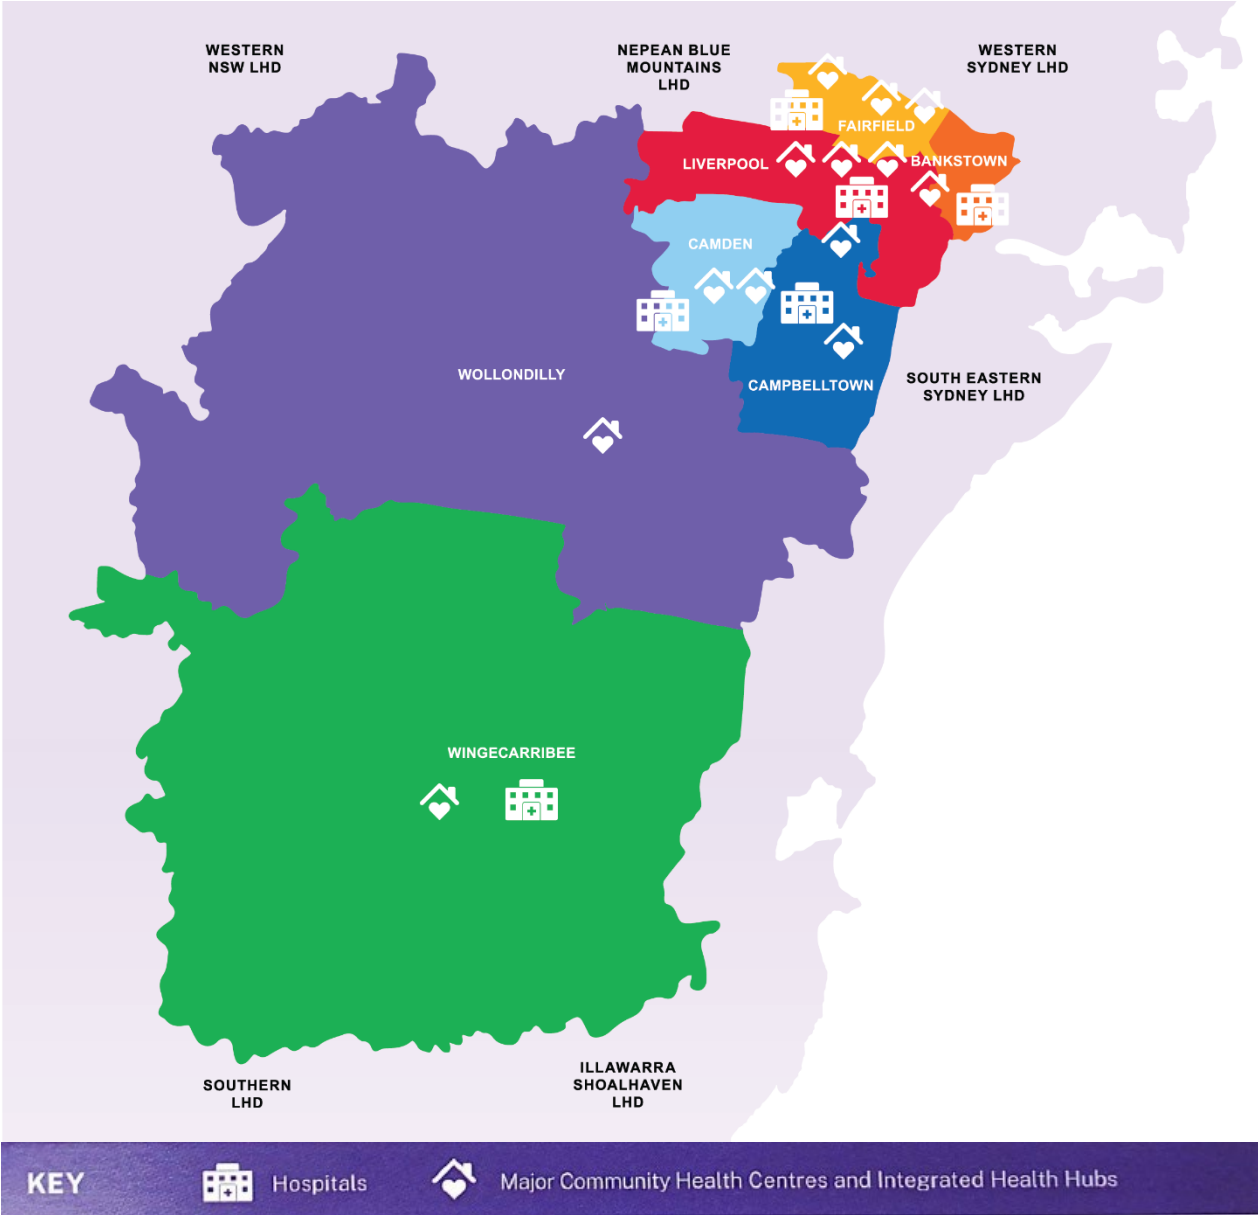 WESTERN
NSW LHD
NEPEAN BLUE
MOUNTAINS
LHD
WESTERN
SYDNEY LHD
FAIRFIELD
LIVERPOOL
BANKSTOWN
CAMDEN
WOLLONDILLY
CAMPBELLTOWN
SOUTH EASTERN
SYDNEY LHD
WINGECARRIBEE
SOUTHERN
LHD
ILLAWARRA
SHOALHAVEN
LHD
KEY
Hospitals
Major Community Health Centres and Integrated Health Hubs